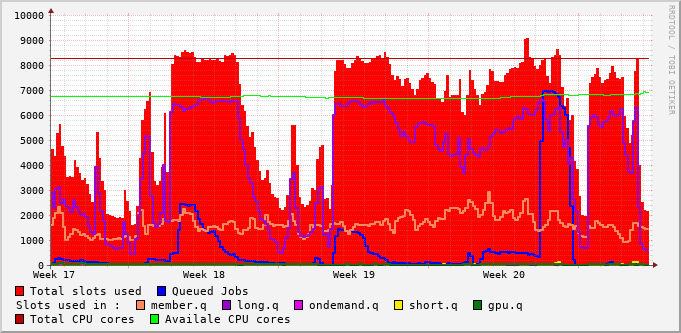 10000
9000
8000
7000
6000
5000
4000
3000
2000
1000
0
Week 17 Week 18 Week 19 Week 20
RRDTOOL / TOBI OETIKER
Total slots used Queued Jobs
Slots used in : member.q long.q ondemand.q short.q gpu.q
Total CPU cores Availale CPU cores